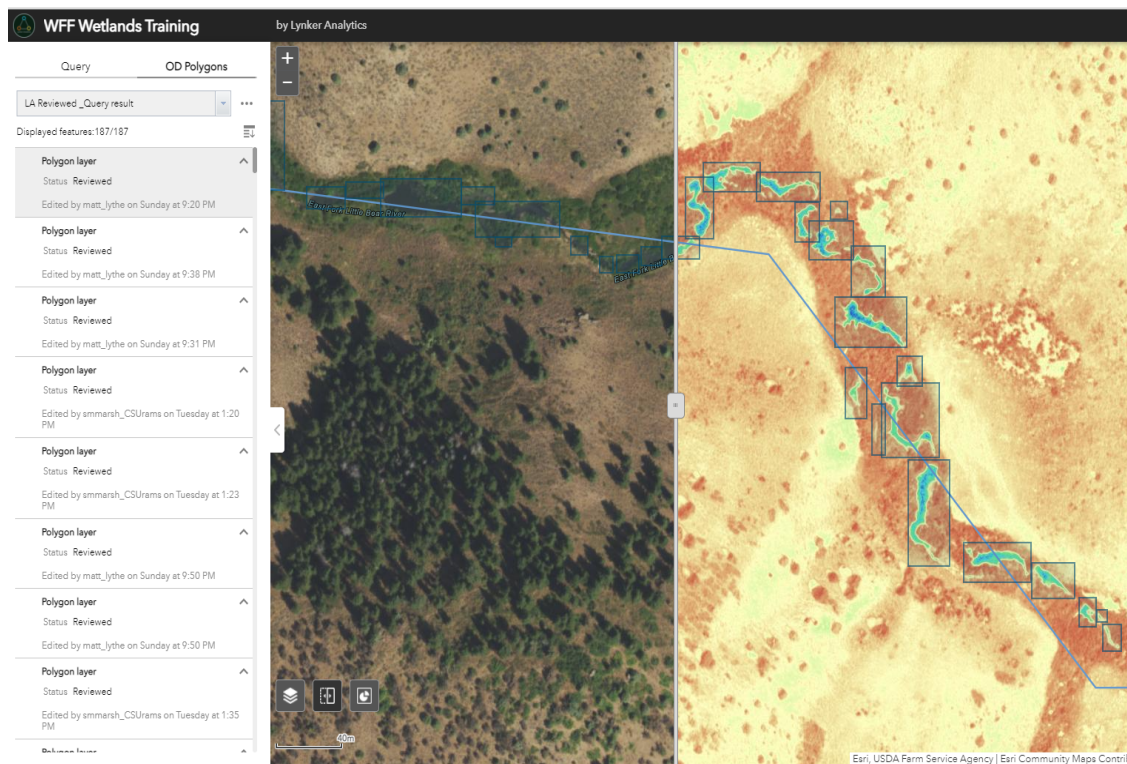 WFF Wetlands Training
by Lynker Analytics
Query
OD Polygons
LA Reviewed _Query result
Displayed features:187/187
Polygon layer
Status Reviewed
Edited by matt_lythe on Sunday at 9:20 PM
Polygon layer
Status Reviewed
Edited by matt_lythe on Sunday at 9:38 PM
Polygon layer
Status Reviewed
Edited by matt_lythe on Sunday at 9:31 PM
Polygon layer
Status Reviewed
Edited by smmarsh_CSUrams on Tuesday at 1:20
PM
Polygon layer
Status Reviewed
Edited by smmarsh_CSUrams on Tuesday at 1:23
PM
Polygon layer
Status Reviewed
Edited by matt_lythe on Sunday at 9:50 PM
Polygon layer
Status Reviewed
Edited by matt_lythe on Sunday at 9:50 PM
Polygon layer
Status Reviewed
Edited by smmarsh_CSUrams on Tuesday at 1:35
PM
Polygon layer
East Fork Little Bear River
East Fork Little B
40m
Esri, USDA Farm Service Agency | Esri Community Maps Contri